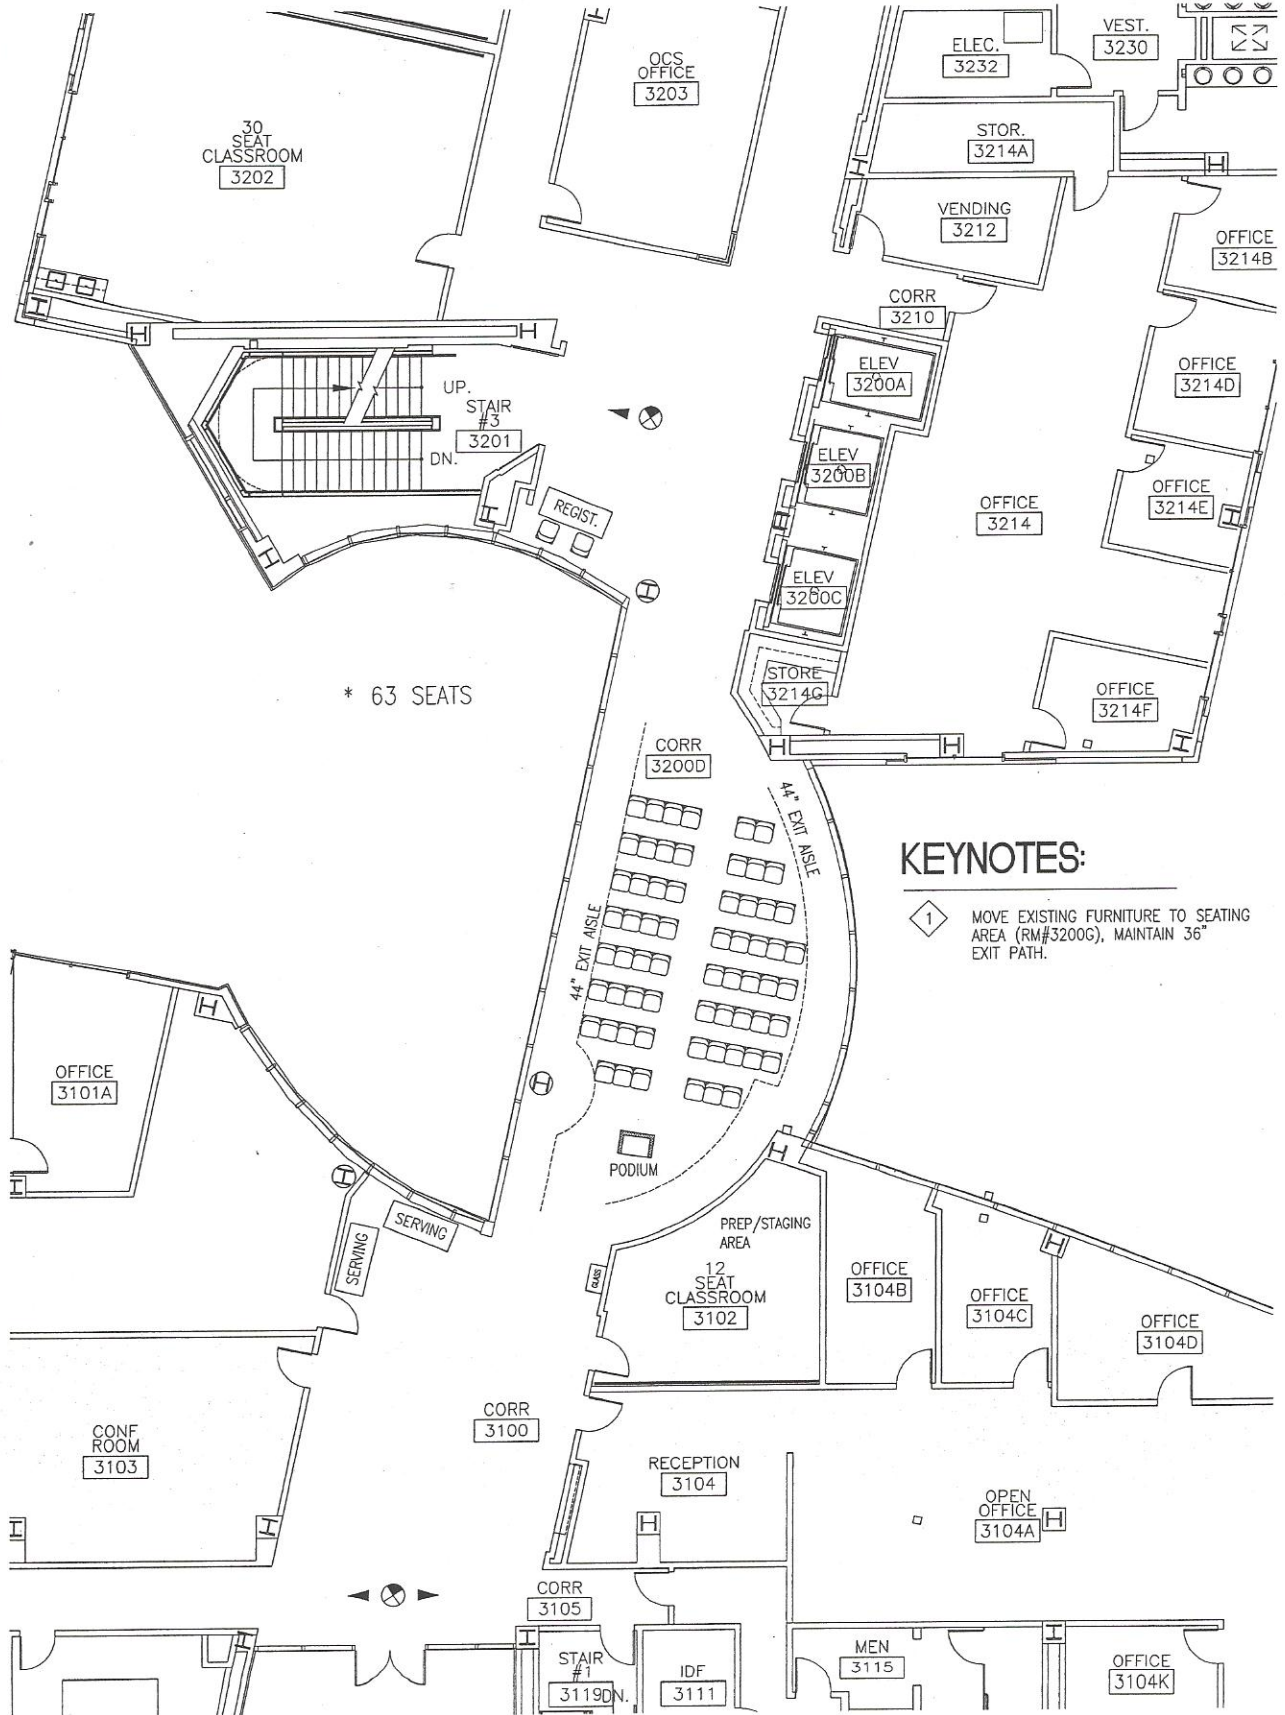 VEST.
3230
ELEC.
3232
OCS
OFFICE
3203
30
SEAT
CLASSROOM
3202
STOR.
3214A
VENDING
3212
OFFICE
3214B
CORR
3210
ELEV
3200A
OFFICE
3214D
UP.
STAIR
#3
3201
DN.
ELEV
3200B
REGIST.
OFFICE
3214
OFFICE
3214E
ELEV
3200C
* 63 SEATS
STORE
3214G
OFFICE
3214F
CORR
3200D
44" EXIT AISLE
44" EXIT AISLE
KEYNOTES:
1
MOVE EXISTING FURNITURE TO SEATING
AREA (RM#3200G), MAINTAIN 36"
EXIT PATH.
OFFICE
3101A
PODIUM
SERVING
SERVING
PREP/STAGING
AREA
GLASS
12
SEAT
CLASSROOM
3102
OFFICE
3104B
OFFICE
3104C
OFFICE
3104D
CONF
ROOM
3103
CORR
3100
RECEPTION
3104
OPEN
OFFICE
3104A
CORR
3105
STAIR
#1
3119
DN.
IDF
3111
MEN
3115
OFFICE
3104K